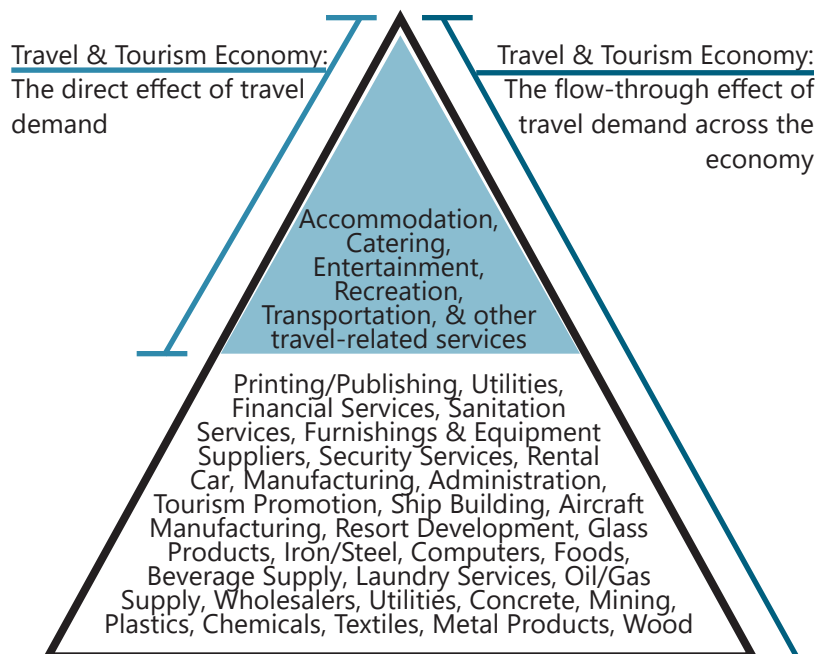 Travel & Tourism Economy:
The direct effect of travel
demand
Travel & Tourism Economy:
The flow-through effect of
travel demand across the
economy
Accommodation,
Catering,
Entertainment,
Recreation,
Transportation, & other
travel-related services
Printing/Publishing, Utilities,
Financial Services, Sanitation
Services, Furnishings & Equipment
Suppliers, Security Services, Rental
Car, Manufacturing, Administration,
Tourism Promotion, Ship Building, Aircraft
Manufacturing, Resort Development, Glass
Products, Iron/Steel, Computers, Foods,
Beverage Supply, Laundry Services, Oil/Gas
Supply, Wholesalers, Utilities, Concrete, Mining,
Plastics, Chemicals, Textiles, Metal Products, Wood